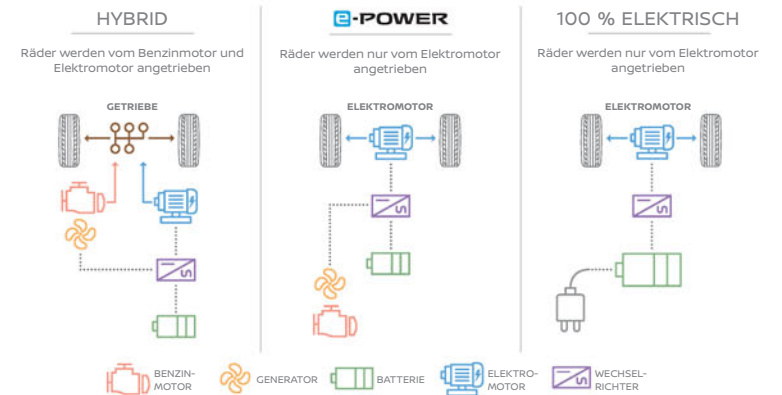 HYBRID
Räder werden vom Benzinmotor und
Elektromotor angetrieben
GETRIEBE
e-POWER
Räder werden nur vom Elektromotor
angetrieben
ELEKTROMOTOR
100 % ELEKTRISCH
Räder werden nur vom Elektromotor
angetrieben
ELEKTROMOTOR
BENZIN-
MOTOR
GENERATOR
BATTERIE
ELEKTRO-
MOTOR
WECHSEL-
RICHTER